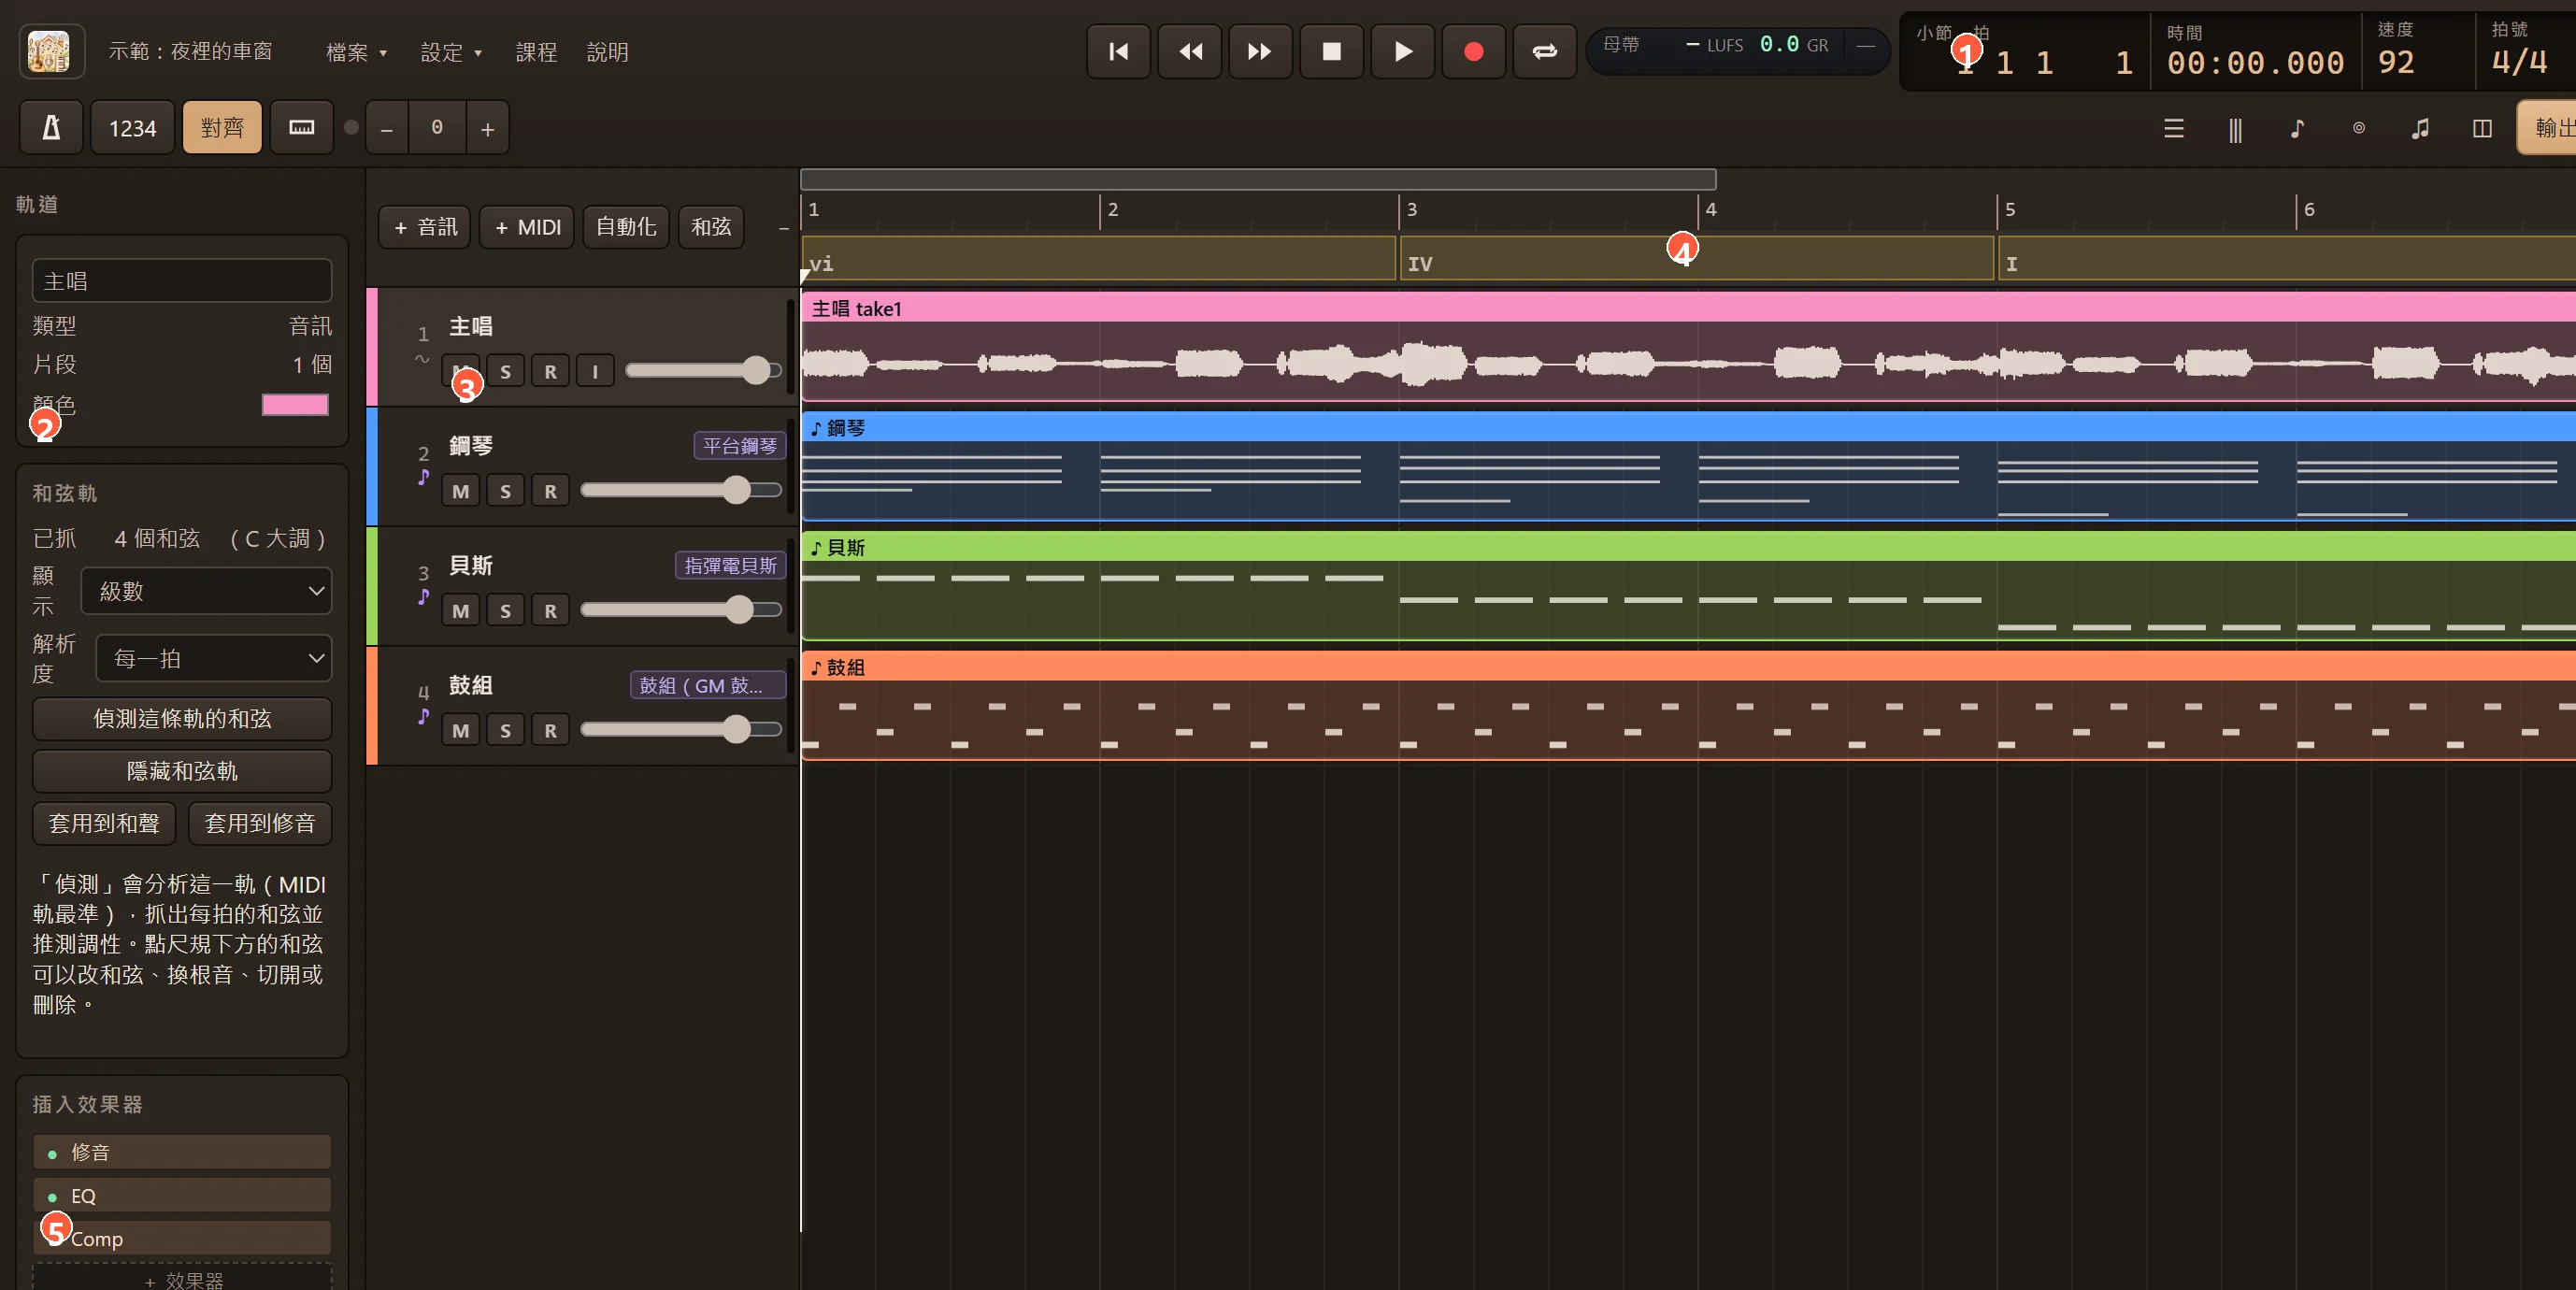 示範：夜裡的車窗 檔案 ▾ 設定 ▾ 課程 說明
母帶 – LUFS 0.0 GR —
小節 拍 1 1 1 1
時間 00:00.000
速度 92
拍號 4/4
1234 對齊 – 0 +
輸出
軌道
主唱
類型 音訊
片段 1 個
顏色
2
和弦軌
已抓 4 個和弦 （C 大調）
顯示 級數
解析度 每一拍
偵測這條軌的和弦
隱藏和弦軌
套用到和聲 套用到修音
「偵測」會分析這一軌（MIDI
軌最準），抓出每拍的和弦並
推測調性。點尺規下方的和弦
可以改和弦、換根音、切開或
刪除。
插入效果器
修音
EQ
5 Comp
+ 效果器
+ 音訊 + MIDI 自動化 和弦 –
1 2 3 4 5 6
vi IV 4 I
1 主唱
M S R I
3
2 鋼琴 平台鋼琴
M S R
3 貝斯 指彈電貝斯
M S R
4 鼓組 鼓組（GM 鼓...
M S R
主唱 take1
♪ 鋼琴
♪ 貝斯
♪ 鼓組